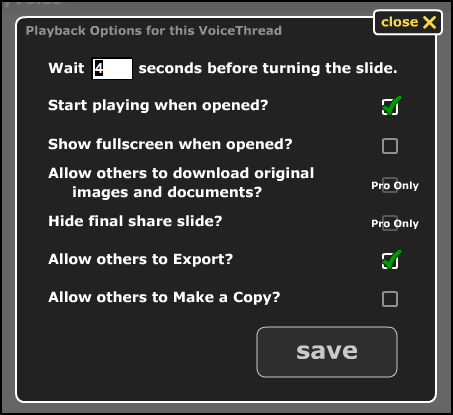 close X
Playback Options for this VoiceThread
Wait 4 seconds before turning the slide.
Start playing when opened?
Show fullscreen when opened?
Allow others to download original
images and documents?
Pro Only
Hide final share slide?
Pro Only
Allow others to Export?
Allow others to Make a Copy?
save